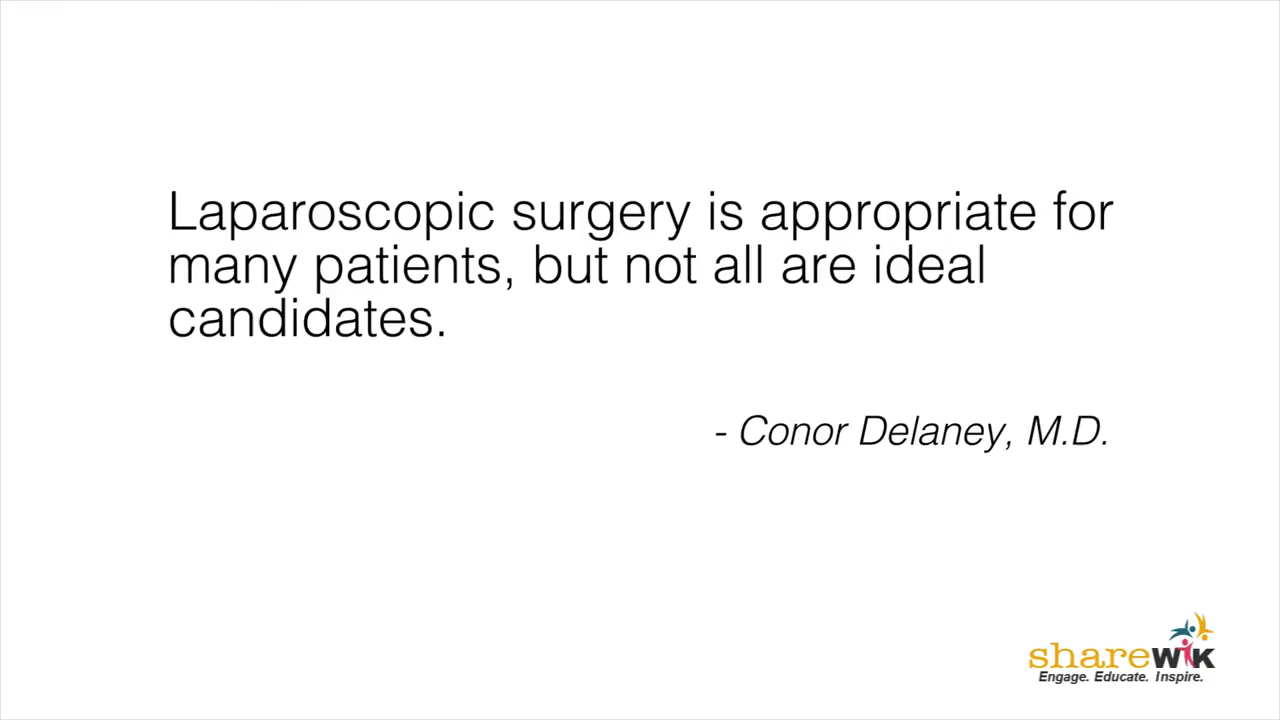 Laparoscopic surgery is appropriate for
many patients, but not all are ideal
candidates.
- Conor Delaney, M.D.
sharewik
Engage. Educate. Inspire.